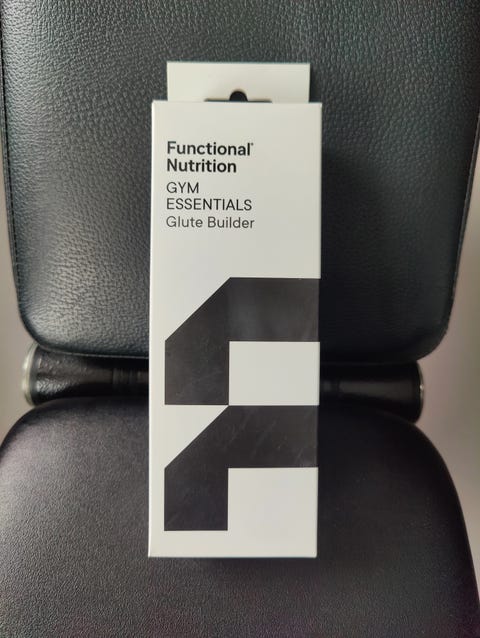 Functional®
Nutrition
GYM
ESSENTIALS
Glute Builder